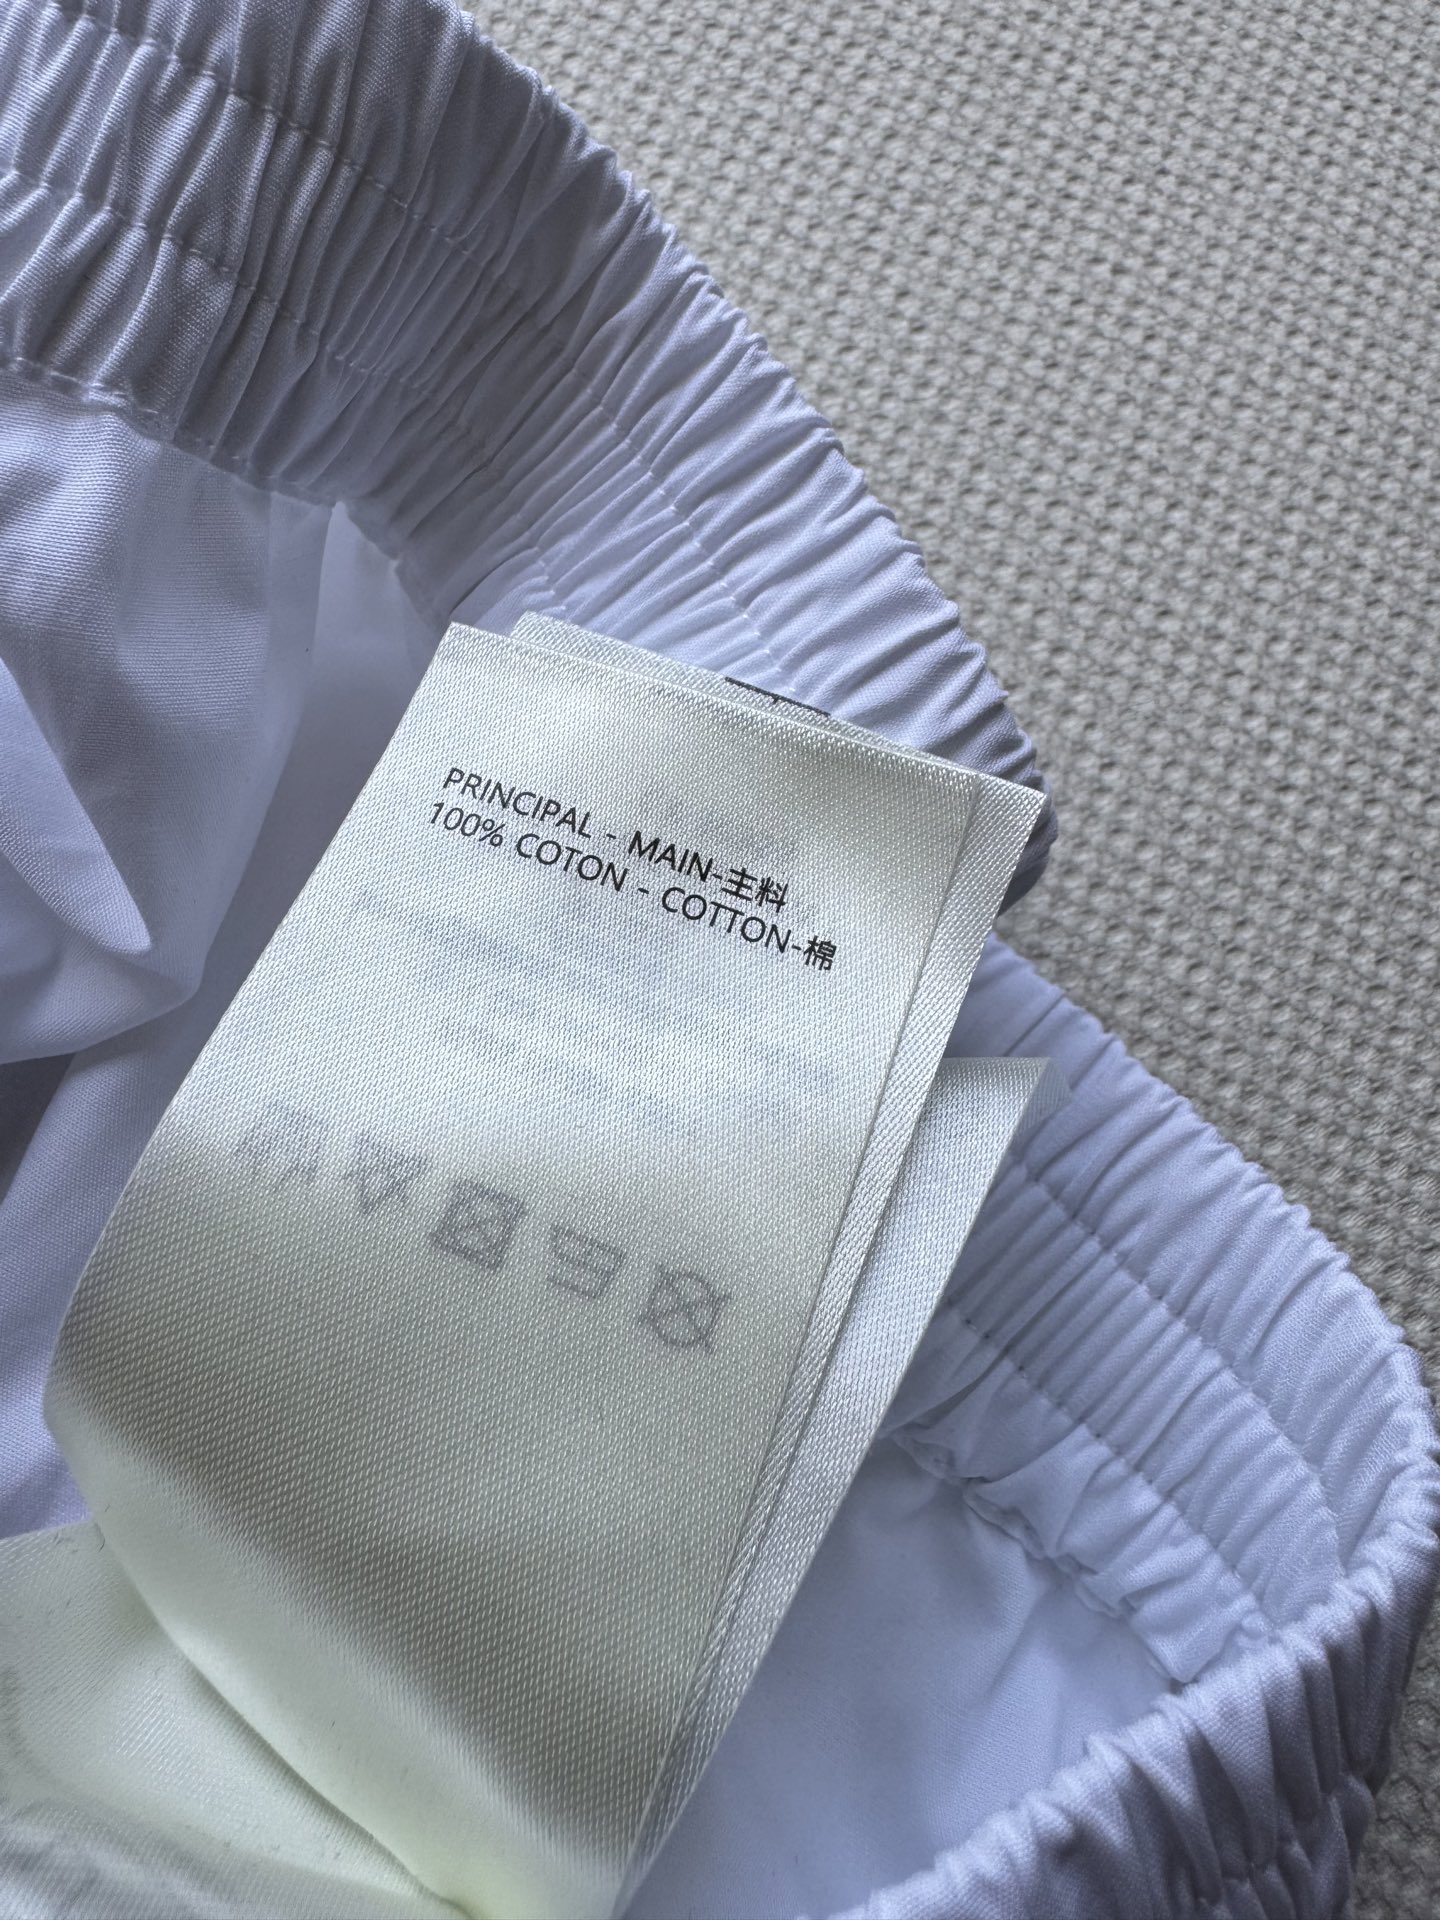 PRINCIPAL - MAIN-主料
100% COTON - COTTON-棉